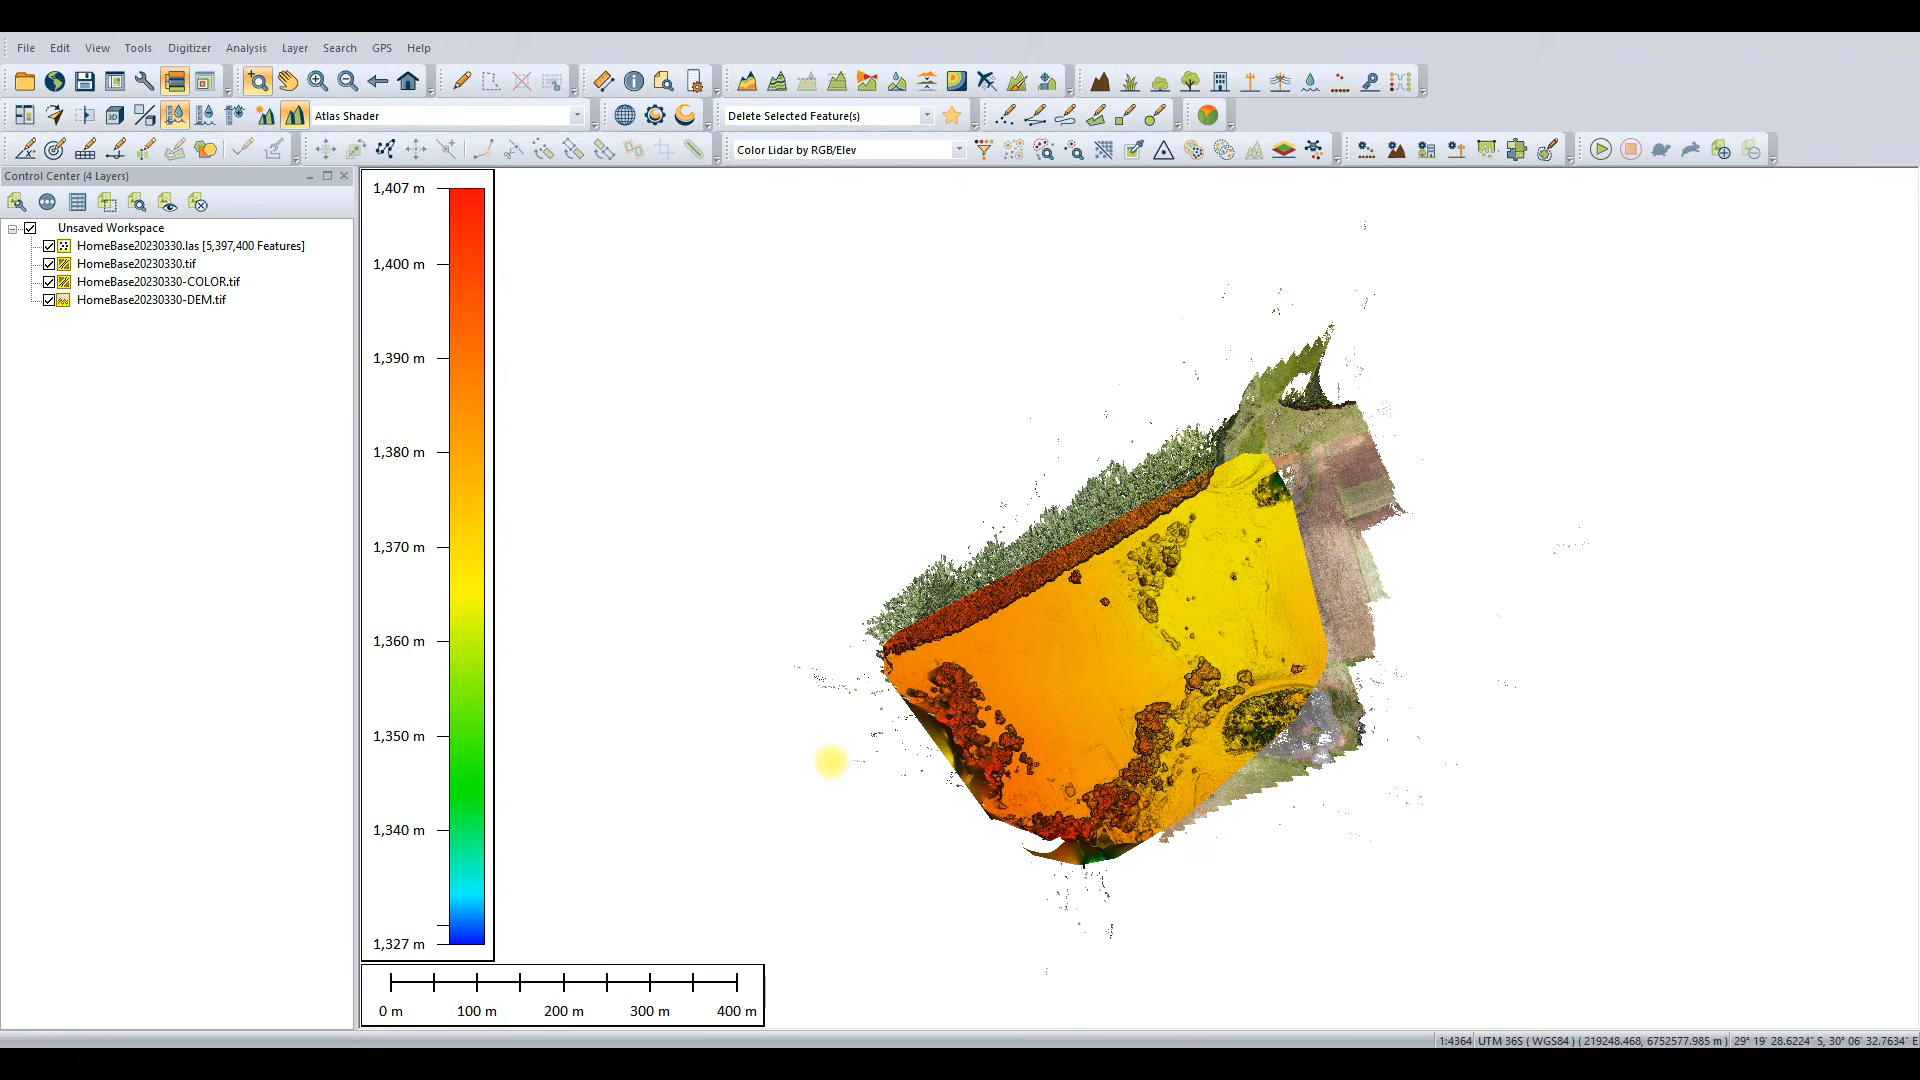 File Edit View Tools Digitizer Analysis Layer Search GPS Help
Atlas Shader
Delete Selected Feature(s)
Color Lidar by RGB/Elev
Control Center (4 Layers)
Unsaved Workspace
HomeBase20230330.las [5,397,400 Features]
HomeBase20230330.tif
HomeBase20230330-COLOR.tif
HomeBase20230330-DEM.tif
1,407 m
1,400 m
1,390 m
1,380 m
1,370 m
1,360 m
1,350 m
1,340 m
1,327 m
0 m 100 m 200 m 300 m 400 m
1:4364 UTM 36S ( WGS84 ) ( 219248.468, 6752577.985 m ) 29° 19' 28.6224" S, 30° 06' 32.7634" E